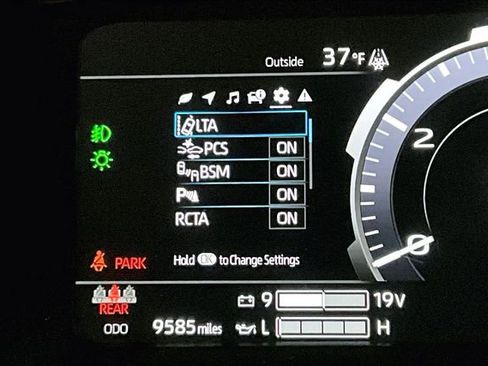 Outside 37°F
LTA
PCS ON
BSM ON
P ON
RCTA ON
Hold OK to Change Settings
PARK
REAR
ODO 9585 miles
9 19V
L H
2
0